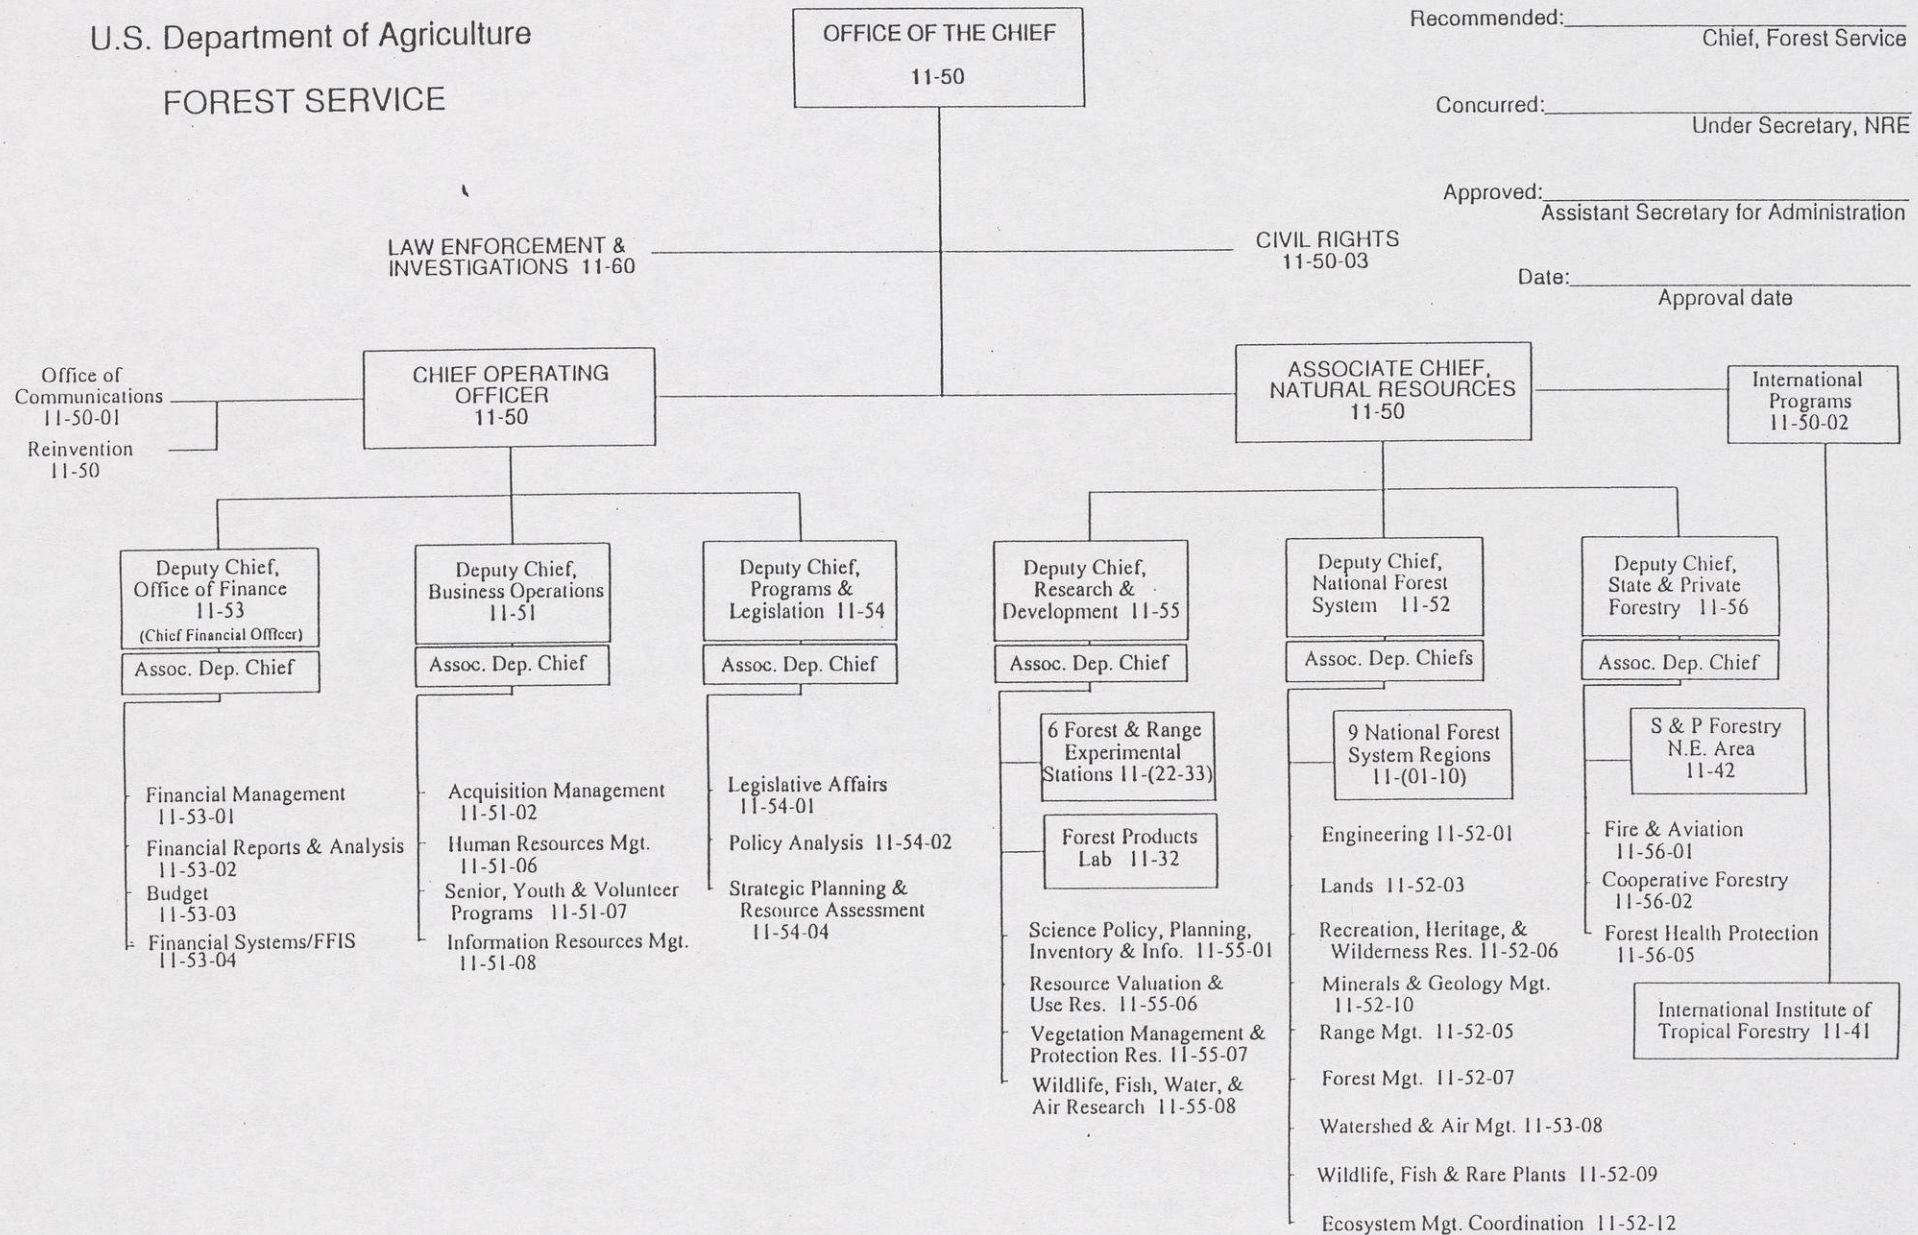 U.S. Department of Agriculture
FOREST SERVICE
OFFICE OF THE CHIEF
11-50
Recommended:
Chief, Forest Service
Concurred:
Under Secretary, NRE
Approved:
Assistant Secretary for Administration
Date:
Approval date
LAW ENFORCEMENT &
INVESTIGATIONS 11-60
CIVIL RIGHTS
11-50-03
Office of
Communications
11-50-01
Reinvention
11-50
CHIEF OPERATING
OFFICER
11-50
ASSOCIATE CHIEF,
NATURAL RESOURCES
11-50
International
Programs
11-50-02
Deputy Chief,
Office of Finance
11-53
(Chief Financial Officer)
Assoc. Dep. Chief
Financial Management
11-53-01
Financial Reports & Analysis
11-53-02
Budget
11-53-03
Financial Systems/FFIS
11-53-04
Deputy Chief,
Business Operations
11-51
Assoc. Dep. Chief
Acquisition Management
11-51-02
Human Resources Mgt.
11-51-06
Senior, Youth & Volunteer
Programs 11-51-07
Information Resources Mgt.
11-51-08
Deputy Chief,
Programs &
Legislation 11-54
Assoc. Dep. Chief
Legislative Affairs
11-54-01
Policy Analysis 11-54-02
Strategic Planning &
Resource Assessment
11-54-04
Deputy Chief,
Research &
Development 11-55
Assoc. Dep. Chief
6 Forest & Range
Experimental
Stations 11-(22-33)
Forest Products
Lab 11-32
Science Policy, Planning,
Inventory & Info. 11-55-01
Resource Valuation &
Use Res. 11-55-06
Vegetation Management &
Protection Res. 11-55-07
Wildlife, Fish, Water, &
Air Research 11-55-08
Deputy Chief,
National Forest
System 11-52
Assoc. Dep. Chiefs
9 National Forest
System Regions
11-(01-10)
Engineering 11-52-01
Lands 11-52-03
Recreation, Heritage, &
Wilderness Res. 11-52-06
Minerals & Geology Mgt.
11-52-10
Range Mgt. 11-52-05
Forest Mgt. 11-52-07
Watershed & Air Mgt. 11-53-08
Wildlife, Fish & Rare Plants 11-52-09
Ecosystem Mgt. Coordination 11-52-12
Deputy Chief,
State & Private
Forestry 11-56
Assoc. Dep. Chief
S & P Forestry
N.E. Area
11-42
Fire & Aviation
11-56-01
Cooperative Forestry
11-56-02
Forest Health Protection
11-56-05
International Institute of
Tropical Forestry 11-41